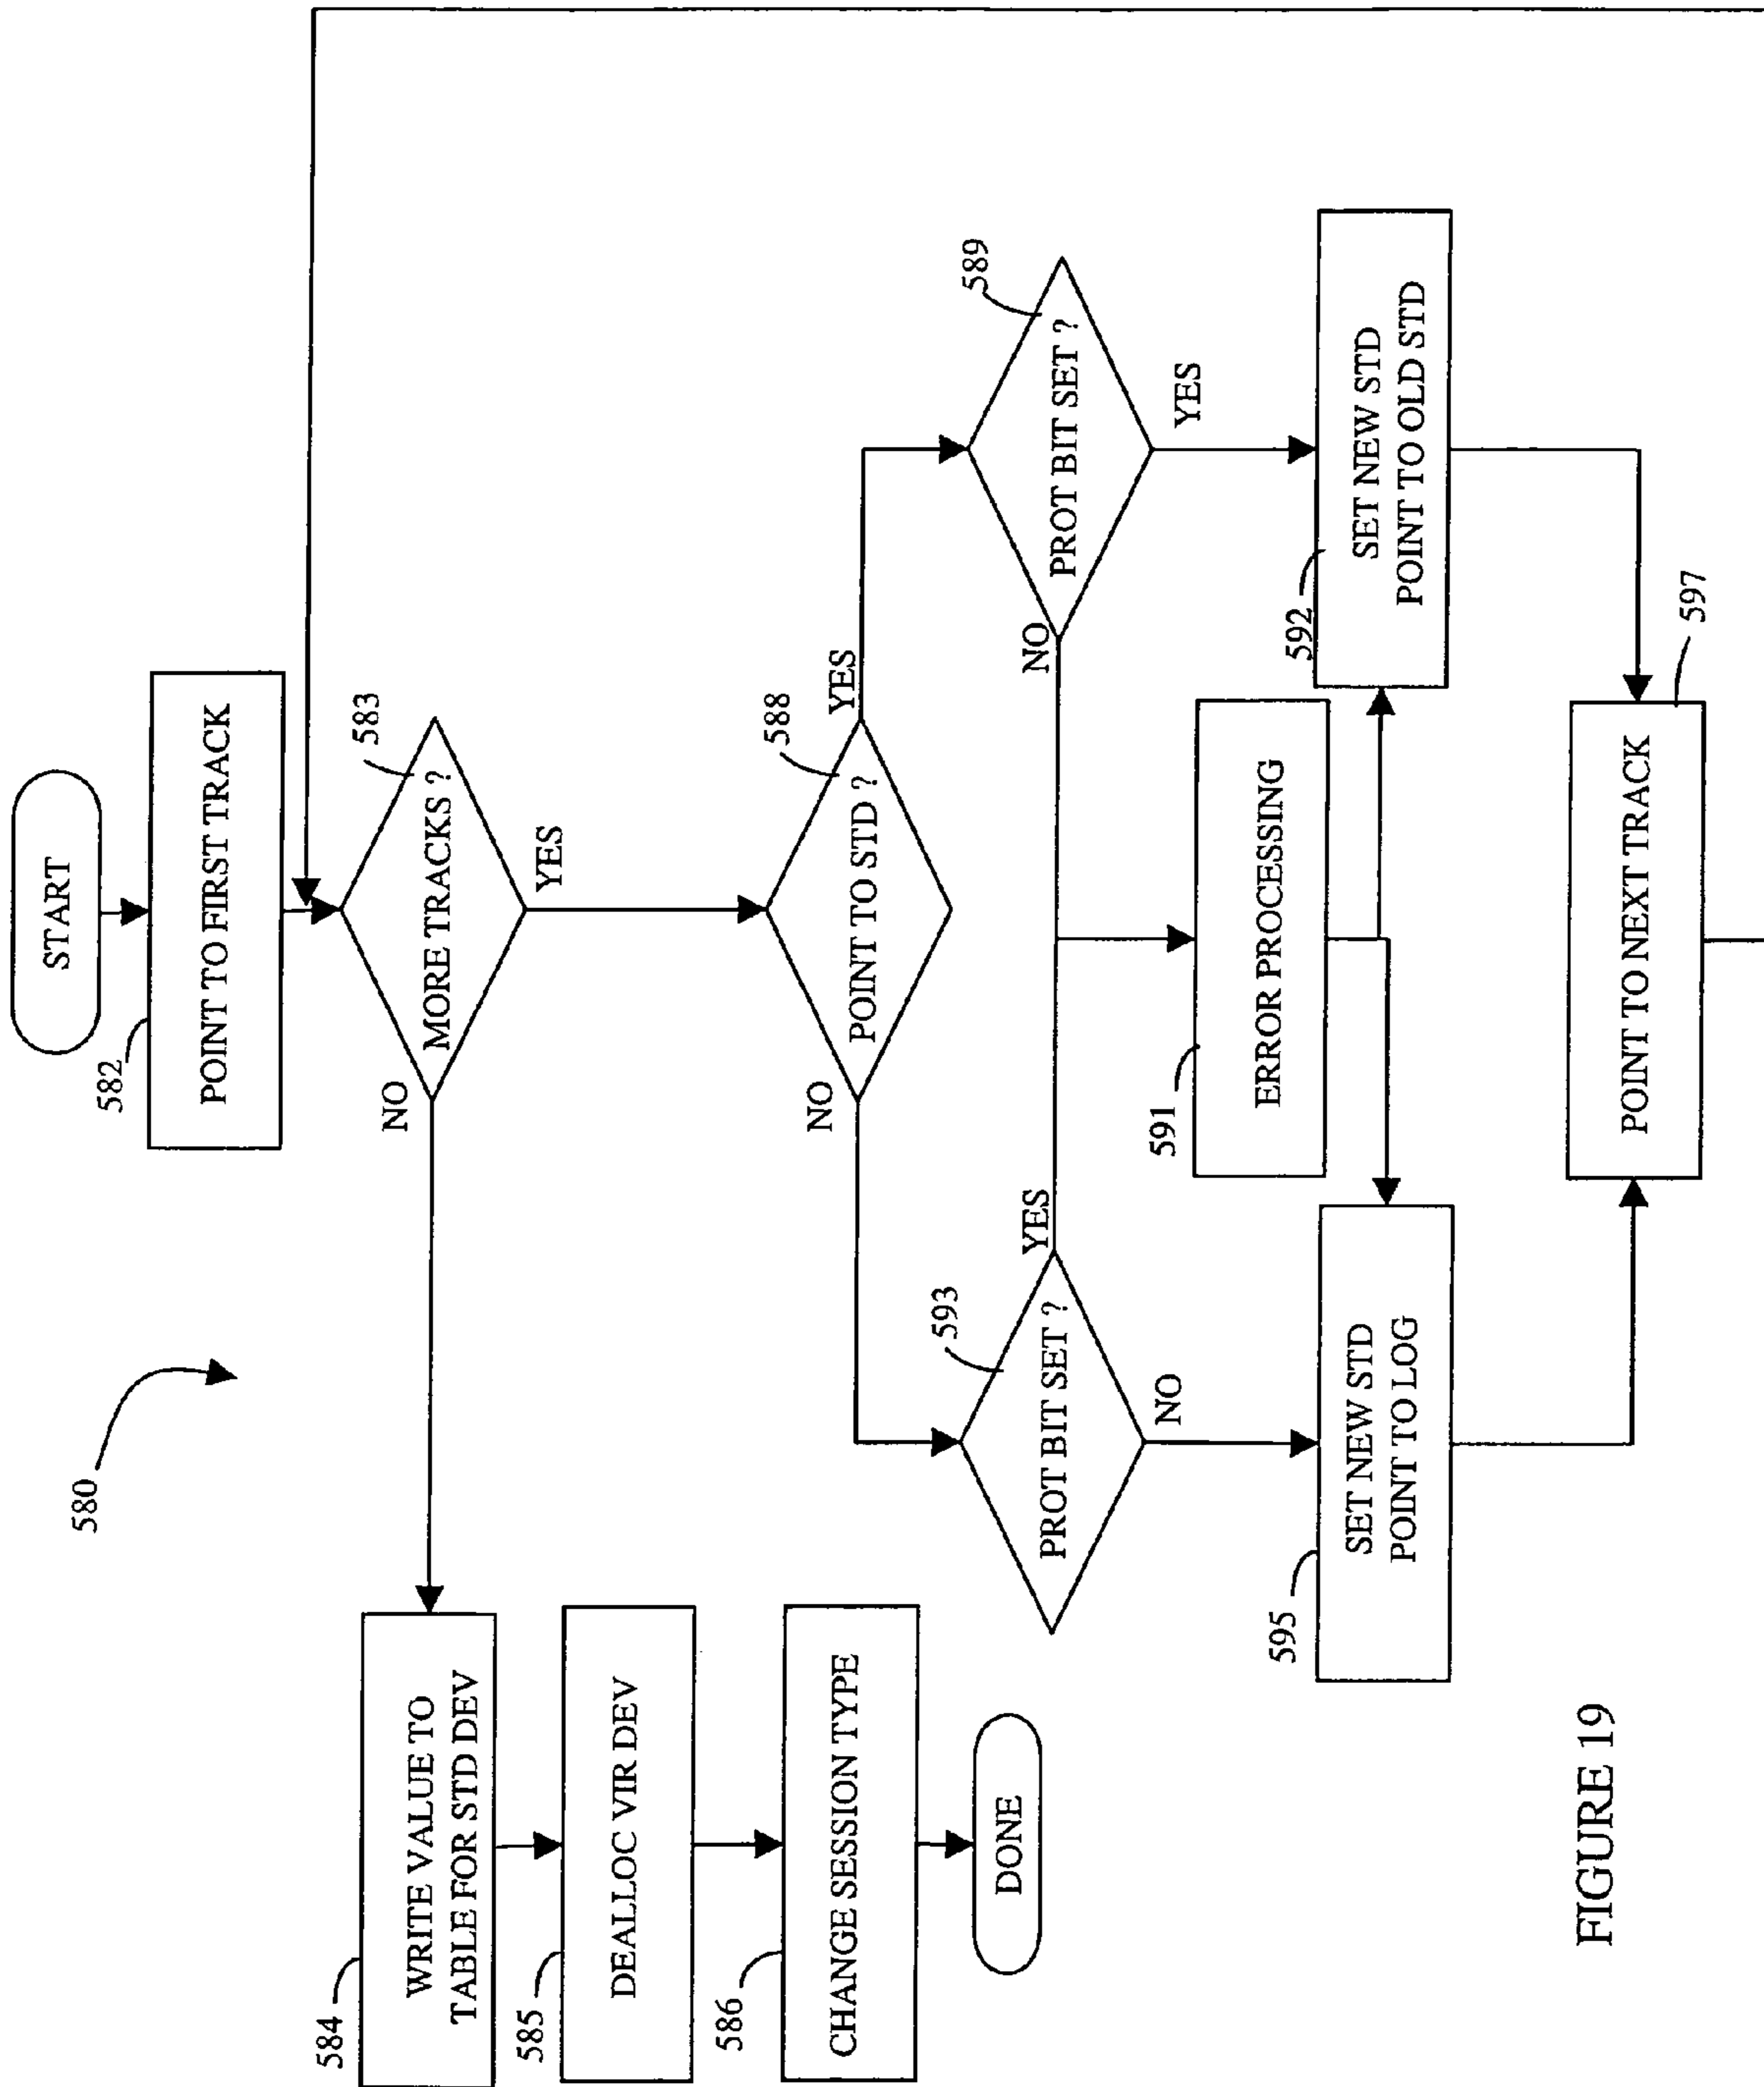 580
START
582
POINT TO FIRST TRACK
583
MORE TRACKS ?
NO
YES
584
WRITE VALUE TO
TABLE FOR STD DEV
585
DEALLOC VIR DEV
586
CHANGE SESSION TYPE
DONE
588
POINT TO STD ?
NO
YES
593
PROT BIT SET ?
YES
NO
589
PROT BIT SET ?
NO
YES
591
ERROR PROCESSING
595
SET NEW STD
POINT TO LOG
592
SET NEW STD
POINT TO OLD STD
597
POINT TO NEXT TRACK
FIGURE 19